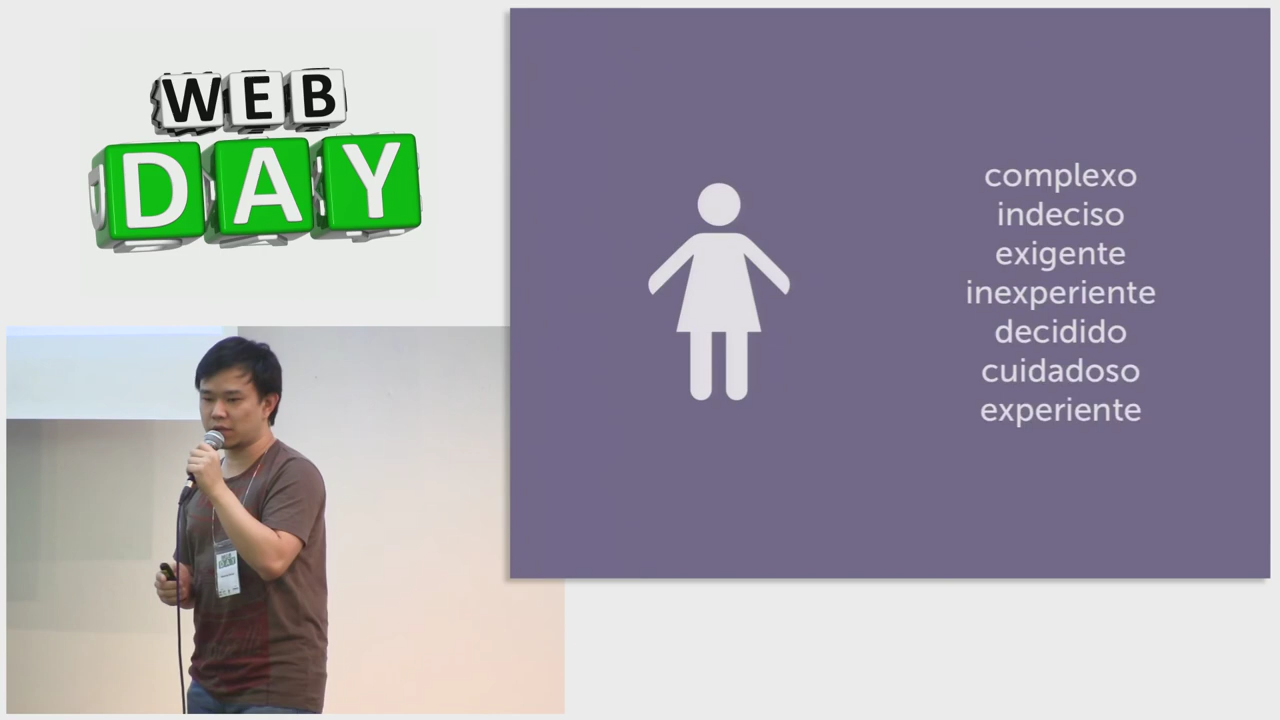 WEB
DAY
complexo
indeciso
exigente
inexperiente
decidido
cuidadoso
experiente